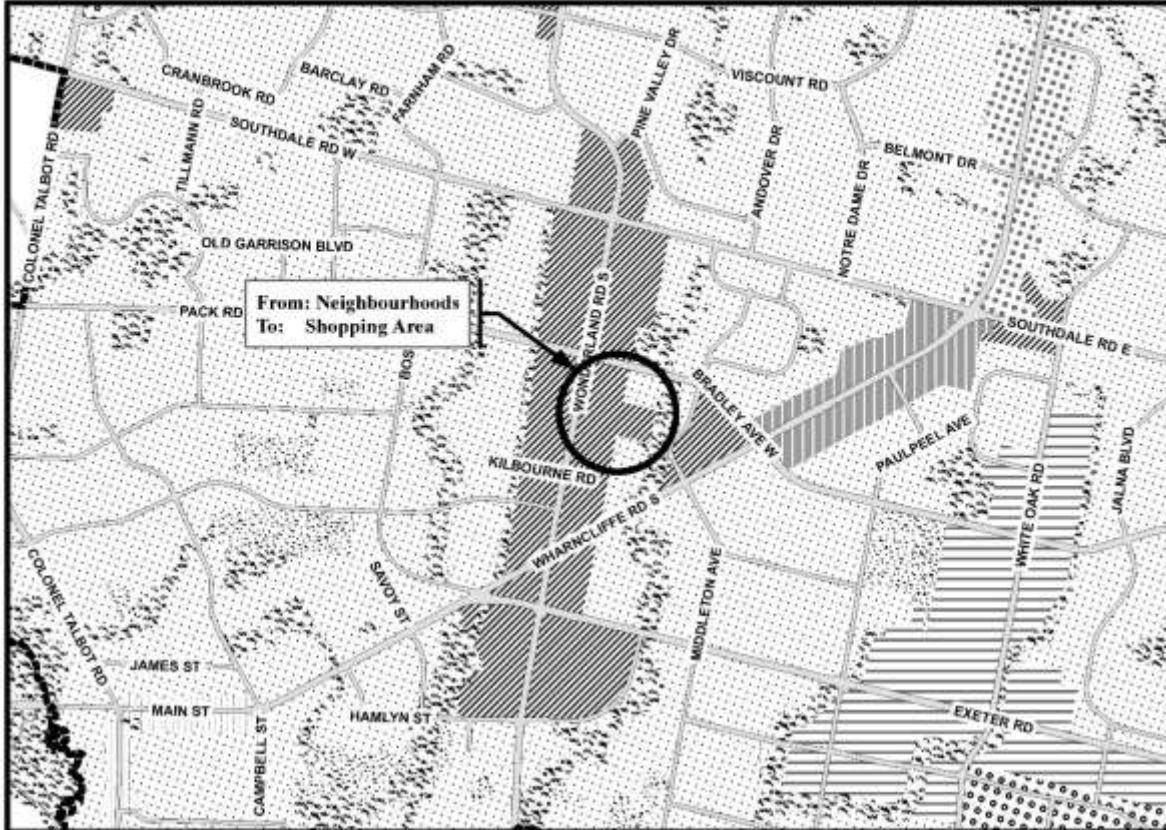 PINE VALLEY DR
VISCOUNT RD
CRANBROOK RD
BARCLAY RD
FARNHAM RD
TILLMANN RD
SOUTHDALE RD W
ANDOVER DR
NOTRE DAME DR
BELMONT DR
COLONEL TALBOT RD
OLD GARRISON BLVD
PACK RD
From: Neighbourhoods
To: Shopping Area
SOUTHDALE RD E
BRADLEY AVE W
PAULPEEL AVE
KILBOURNE RD
WHARNCLIFFE RD S
WHITE OAK RD
JALNA BLVD
COLONEL TALBOT RD
SAVOY ST
MIDDLETON AVE
JAMES ST
MAIN ST
CAMPBELL ST
HAMLYN ST
EXETER RD
RD S
BOS